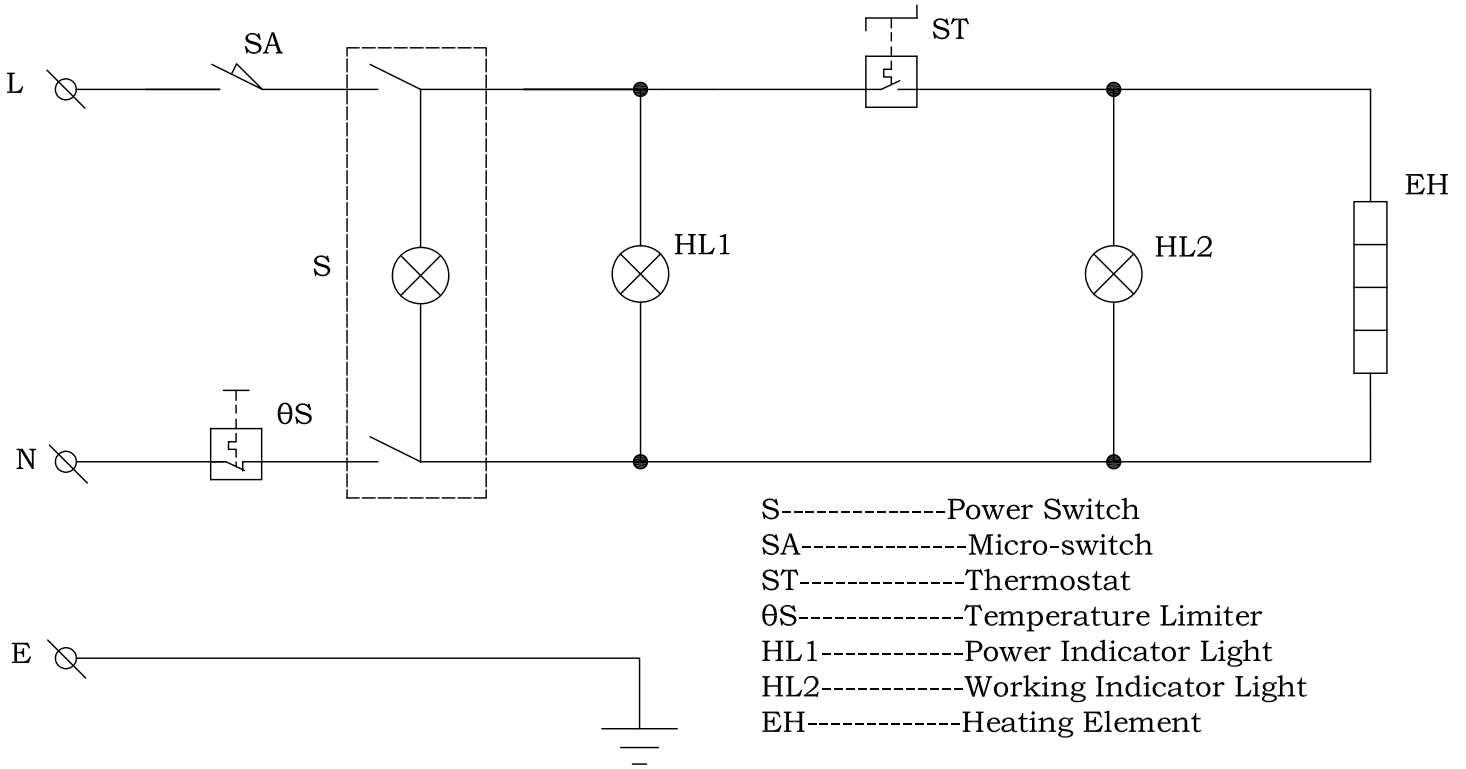 SA
ST
L
EH
HL1
HL2
S
θS
N
S--------------Power Switch
SA--------------Micro-switch
ST--------------Thermostat
θS--------------Temperature Limiter
E
HL1------------Power Indicator Light
HL2------------Working Indicator Light
EH-------------Heating Element